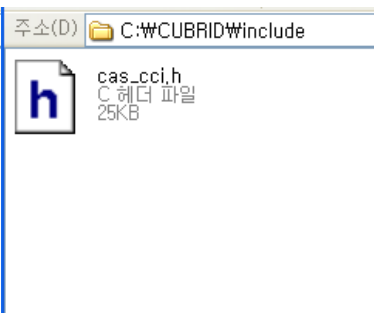 주소(D) C:₩CUBRID₩include
cas_cci.h
C 헤더 파일
25KB
h